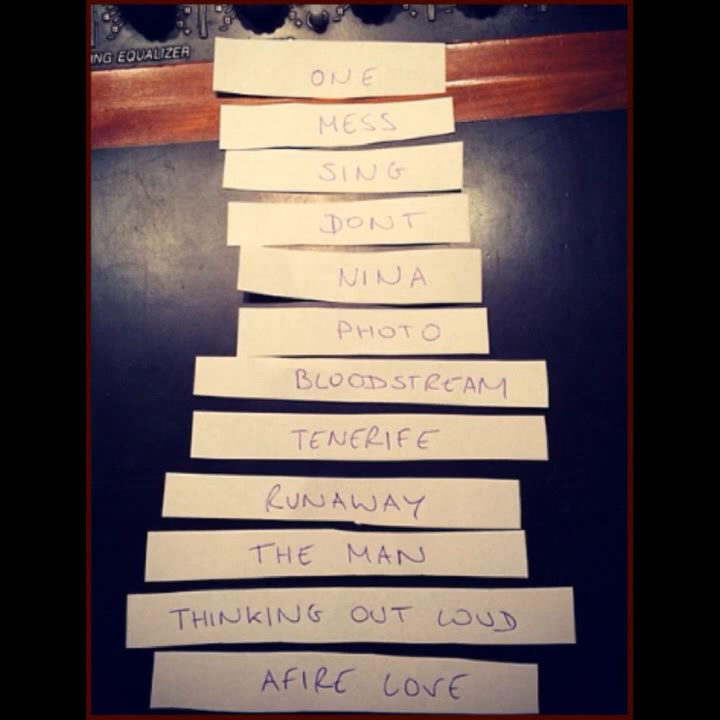 ING EQUALIZER
ONE
MESS
SING
DONT
NINA
PHOTO
BLOODSTREAM
TENERIFE
RUNAWAY
THE MAN
THINKING OUT LOUD
AFIRE LOVE